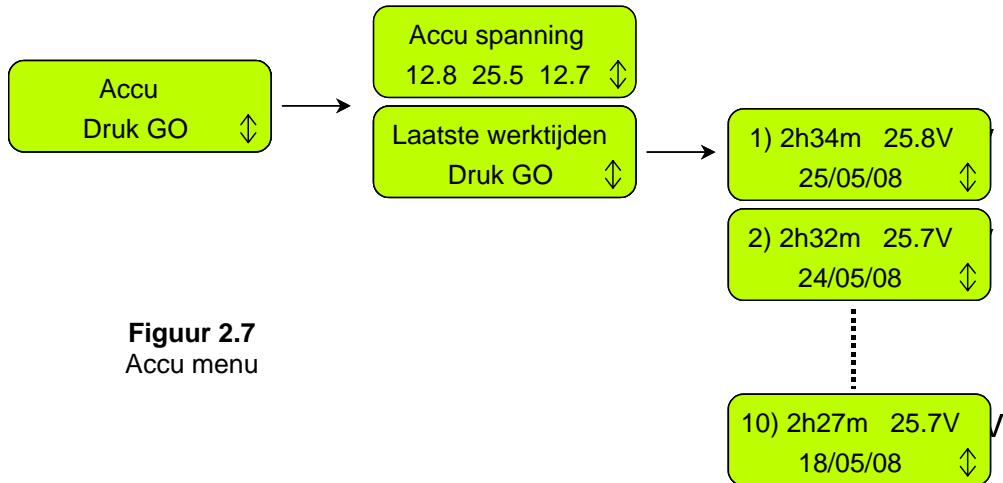 Accu
Druk GO
Accu spanning
12.8 25.5 12.7
Laatste werktijden
Druk GO
1) 2h34m 25.8V
25/05/08
2) 2h32m 25.7V
24/05/08
10) 2h27m 25.7V
18/05/08
Figuur 2.7
Accu menu